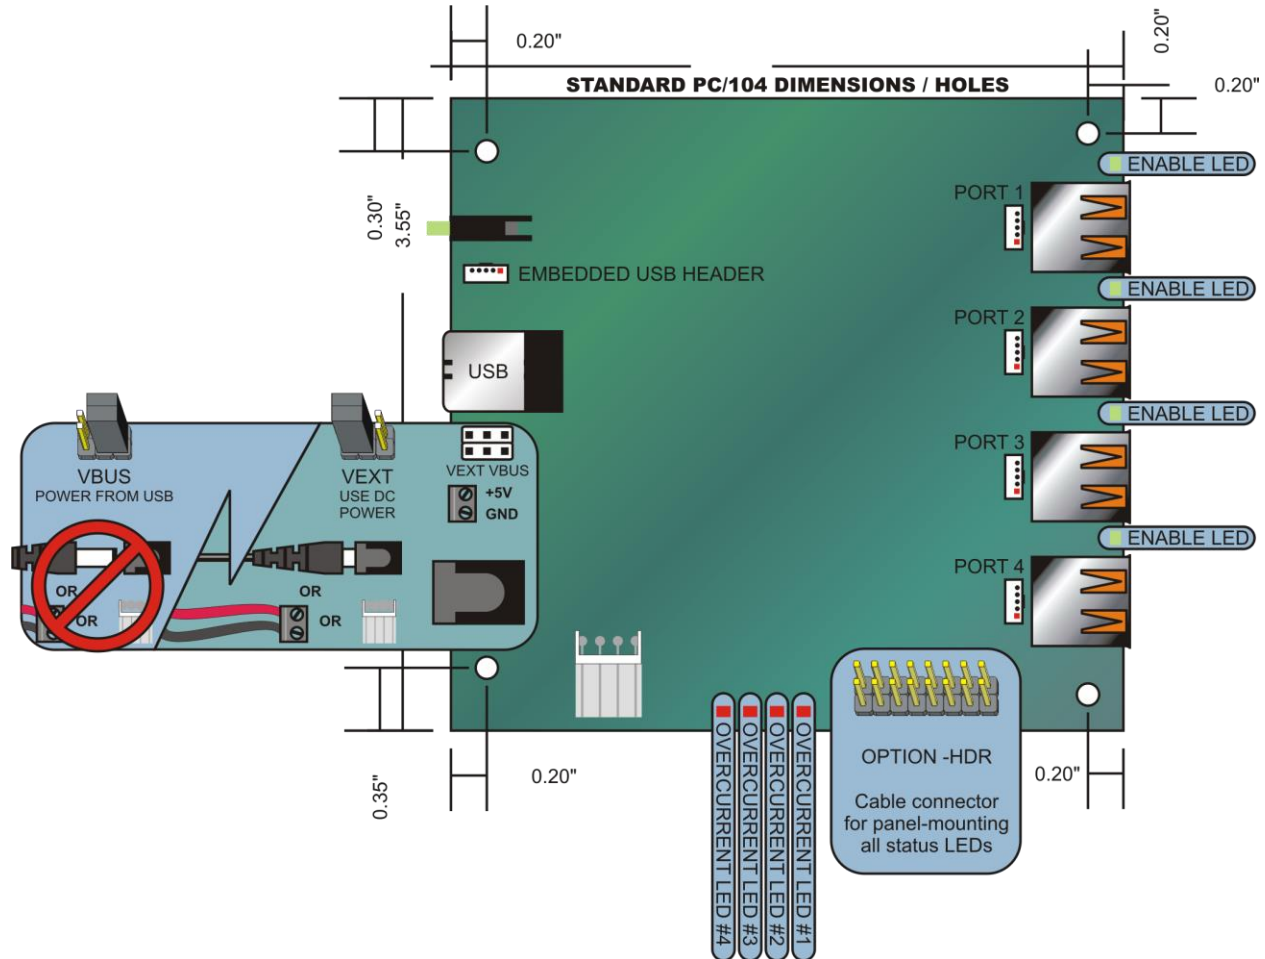 0.20"
0.20"
STANDARD PC/104 DIMENSIONS / HOLES
0.20"
ENABLE LED
PORT 1
0.30"
3.55"
EMBEDDED USB HEADER
ENABLE LED
PORT 2
USB
ENABLE LED
PORT 3
VBUS
POWER FROM USB
VEXT
USE DC
POWER
VEXT VBUS
+5V
GND
ENABLE LED
PORT 4
OR
OR
OR
OR
0.35"
0.20"
OVERCURRENT LED #4
OVERCURRENT LED #3
OVERCURRENT LED #2
OVERCURRENT LED #1
OPTION -HDR
Cable connector
for panel-mounting
all status LEDs
0.20"